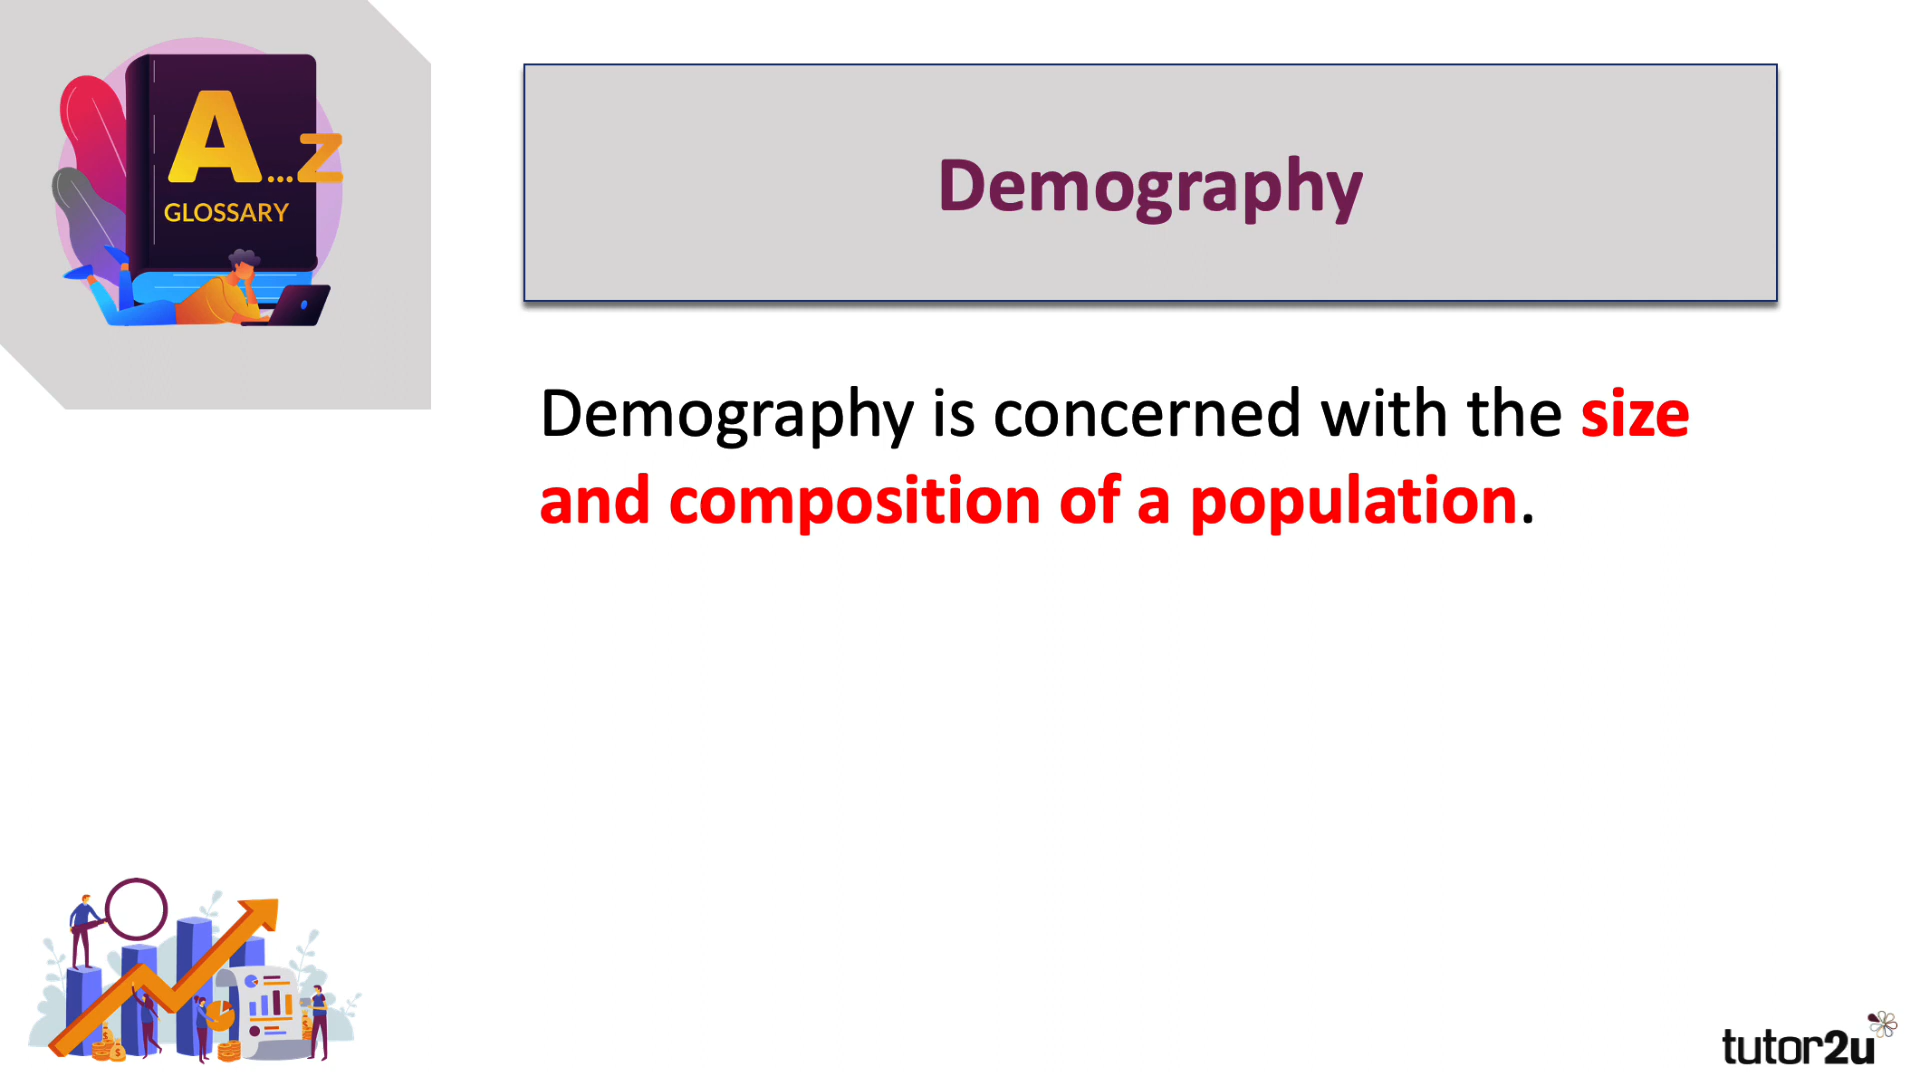 A...Z
GLOSSARY
Demography
Demography is concerned with the size
and composition of a population.
tutor2u